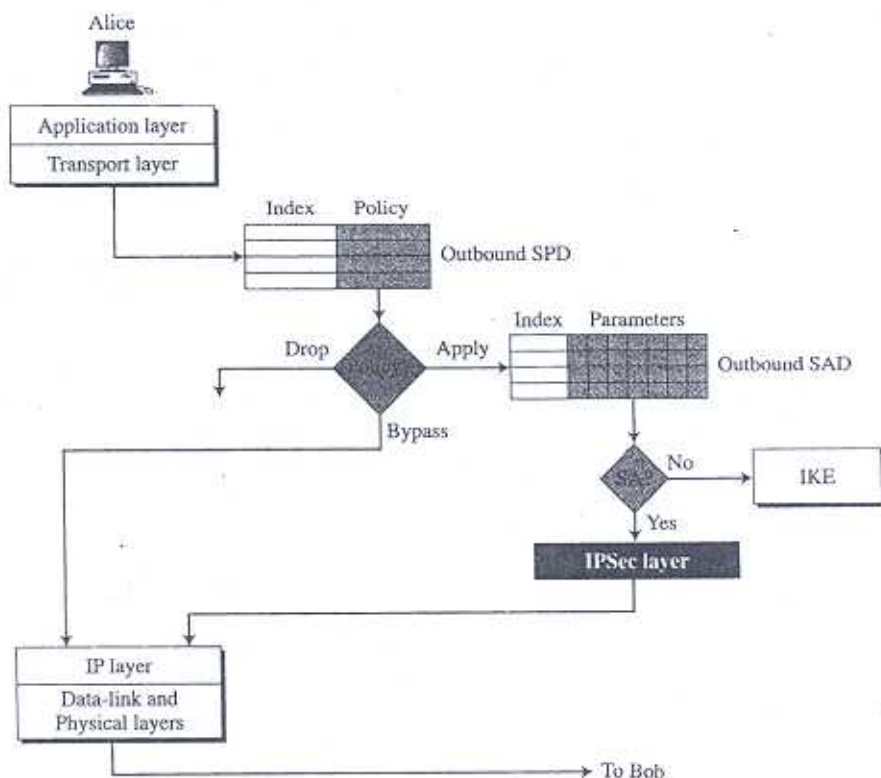 Alice
Application layer
Transport layer
Index Policy
Outbound SPD
Index Parameters
Drop
Apply
Outbound SAD
Bypass
SA?
No
IKE
Yes
IPSec layer
IP layer
Data-link and
Physical layers
To Bob